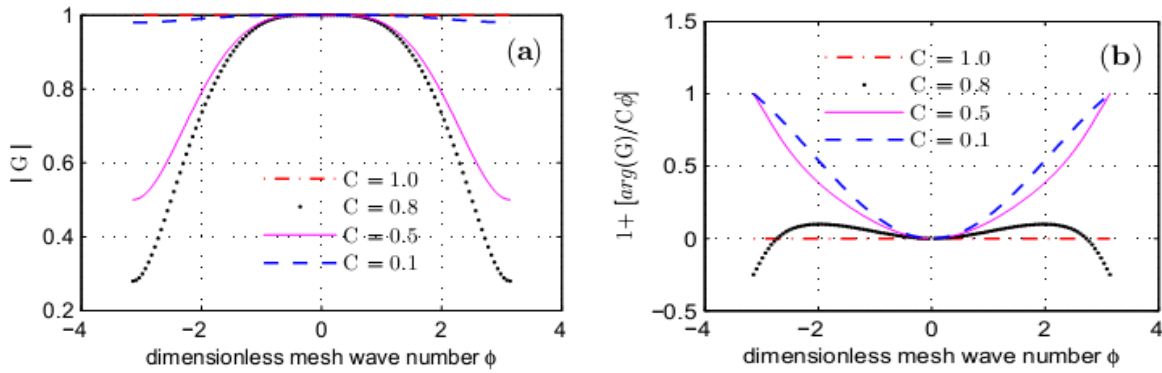 (a)
| G |
1
0.8
0.6
0.4
0.2
C = 1.0
C = 0.8
C = 0.5
C = 0.1
−4 −2 0 2 4
dimensionless mesh wave number ϕ
(b)
1+ [arg(G)/Cϕ]
1.5
1
0.5
0
−0.5
C = 1.0
C = 0.8
C = 0.5
C = 0.1
−4 −2 0 2 4
dimensionless mesh wave number ϕ